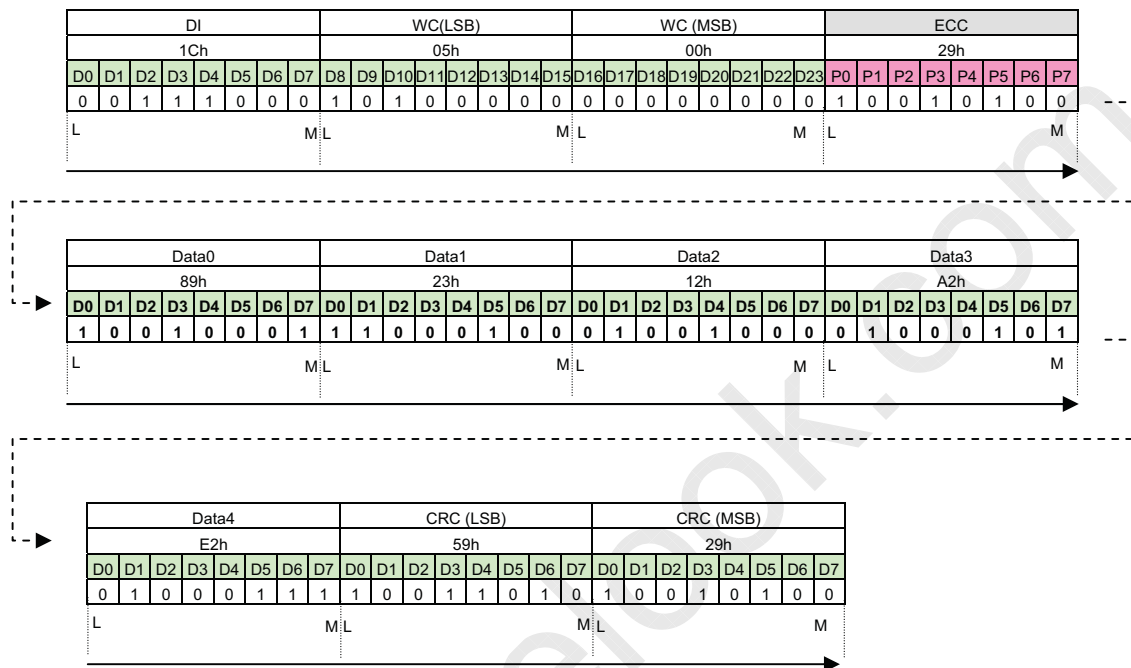 DI WC(LSB) WC (MSB) ECC
1Ch 05h 00h 29h
D0 D1 D2 D3 D4 D5 D6 D7 D8 D9 D10 D11 D12 D13 D14 D15 D16 D17 D18 D19 D20 D21 D22 D23 P0 P1 P2 P3 P4 P5 P6 P7
0 0 1 1 1 0 0 0 1 0 1 0 0 0 0 0 0 0 0 0 0 0 0 0 1 0 0 1 0 1 0 0
L M L M L M L M
Data0 Data1 Data2 Data3
89h 23h 12h A2h
D0 D1 D2 D3 D4 D5 D6 D7 D0 D1 D2 D3 D4 D5 D6 D7 D0 D1 D2 D3 D4 D5 D6 D7 D0 D1 D2 D3 D4 D5 D6 D7
1 0 0 1 0 0 0 1 1 1 0 0 0 1 0 0 0 1 0 0 1 0 0 0 0 1 0 0 0 1 0 1
L M L M L M L M
Data4 CRC (LSB) CRC (MSB)
E2h 59h 29h
D0 D1 D2 D3 D4 D5 D6 D7 D0 D1 D2 D3 D4 D5 D6 D7 D0 D1 D2 D3 D4 D5 D6 D7
0 1 0 0 0 1 1 1 1 0 0 1 1 0 1 0 1 0 0 1 0 1 0 0
L M L M L M
elook.com